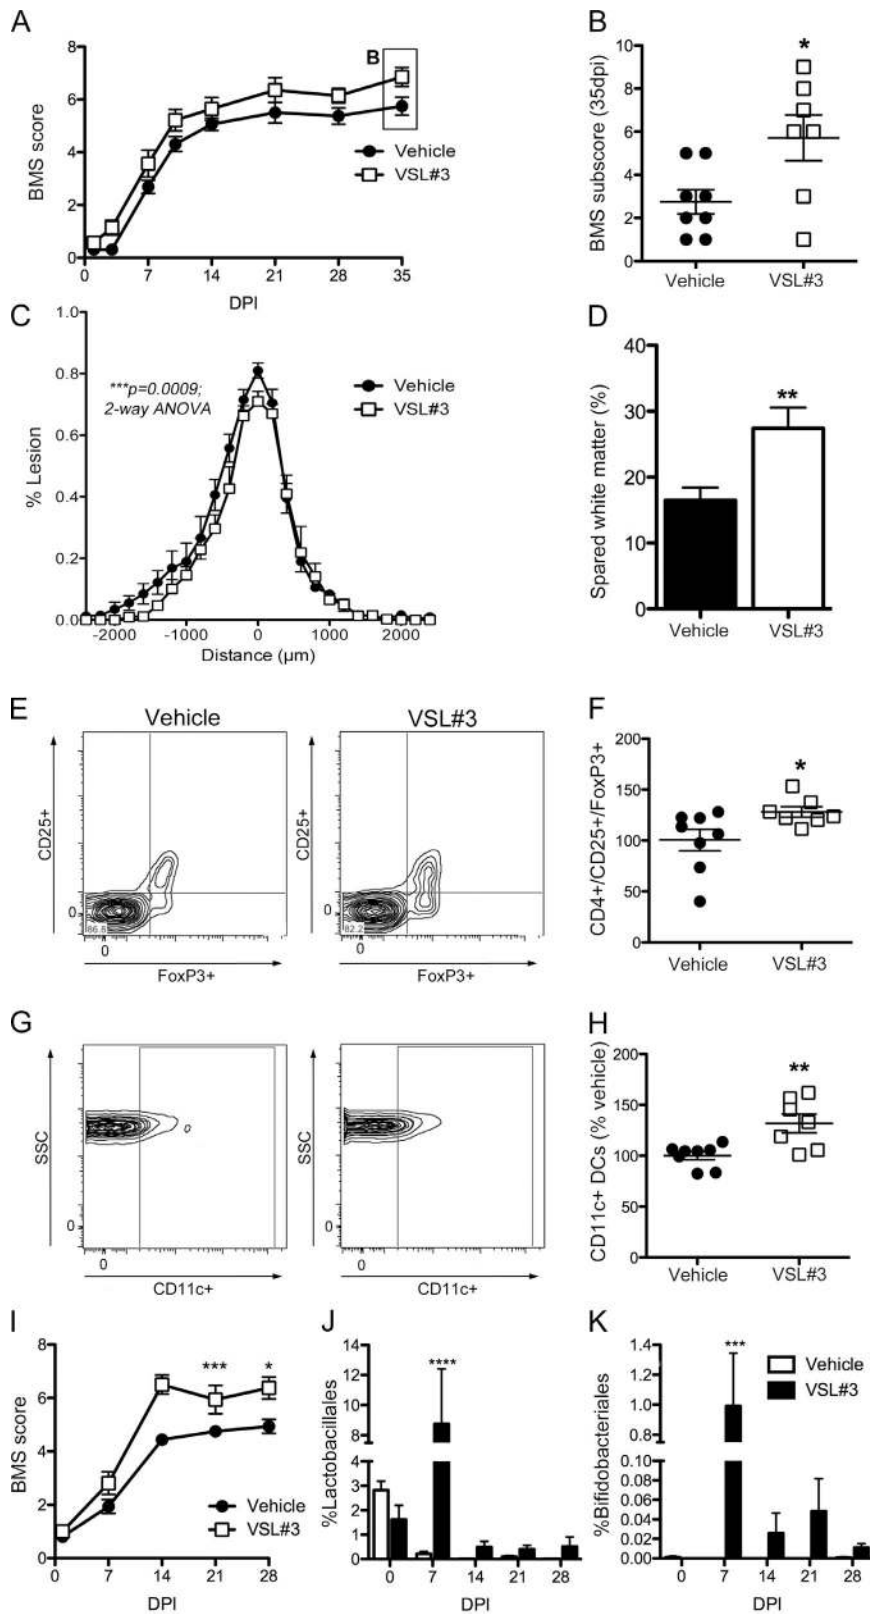 A
BMS score
8
6
4
2
0
0
7
14
21
28
35
DPI
B
Vehicle
VSL#3
B
BMS subscore (35dpi)
10
8
6
4
2
0
*
Vehicle
VSL#3
C
% Lesion
1.0
0.8
0.6
0.4
0.2
0.0
***p=0.0009;
2-way ANOVA
Vehicle
VSL#3
-2000
-1000
0
1000
2000
Distance (µm)
D
Spared white matter (%)
40
30
20
10
0
**
Vehicle
VSL#3
E
Vehicle
VSL#3
CD25+
0
86.8
0
FoxP3+
CD25+
0
82.2
0
FoxP3+
F
CD4+/CD25+/FoxP3+
200
150
100
50
0
*
Vehicle
VSL#3
G
SSC
0
0
CD11c+
SSC
0
0
CD11c+
H
CD11c+ DCs (% vehicle)
200
150
100
50
0
**
Vehicle
VSL#3
I
BMS score
8
6
4
2
0
0
7
14
21
28
DPI
***
*
Vehicle
VSL#3
J
%Lactobacillales
14
12
10
8
6
4
3
2
1
0
****
0
7
14
21
28
DPI
K
%Bifidobacteriales
1.4
1.2
1.0
0.8
0.6
0.10
0.08
0.06
0.04
0.02
0.00
***
Vehicle
VSL#3
0
7
14
21
28
DPI